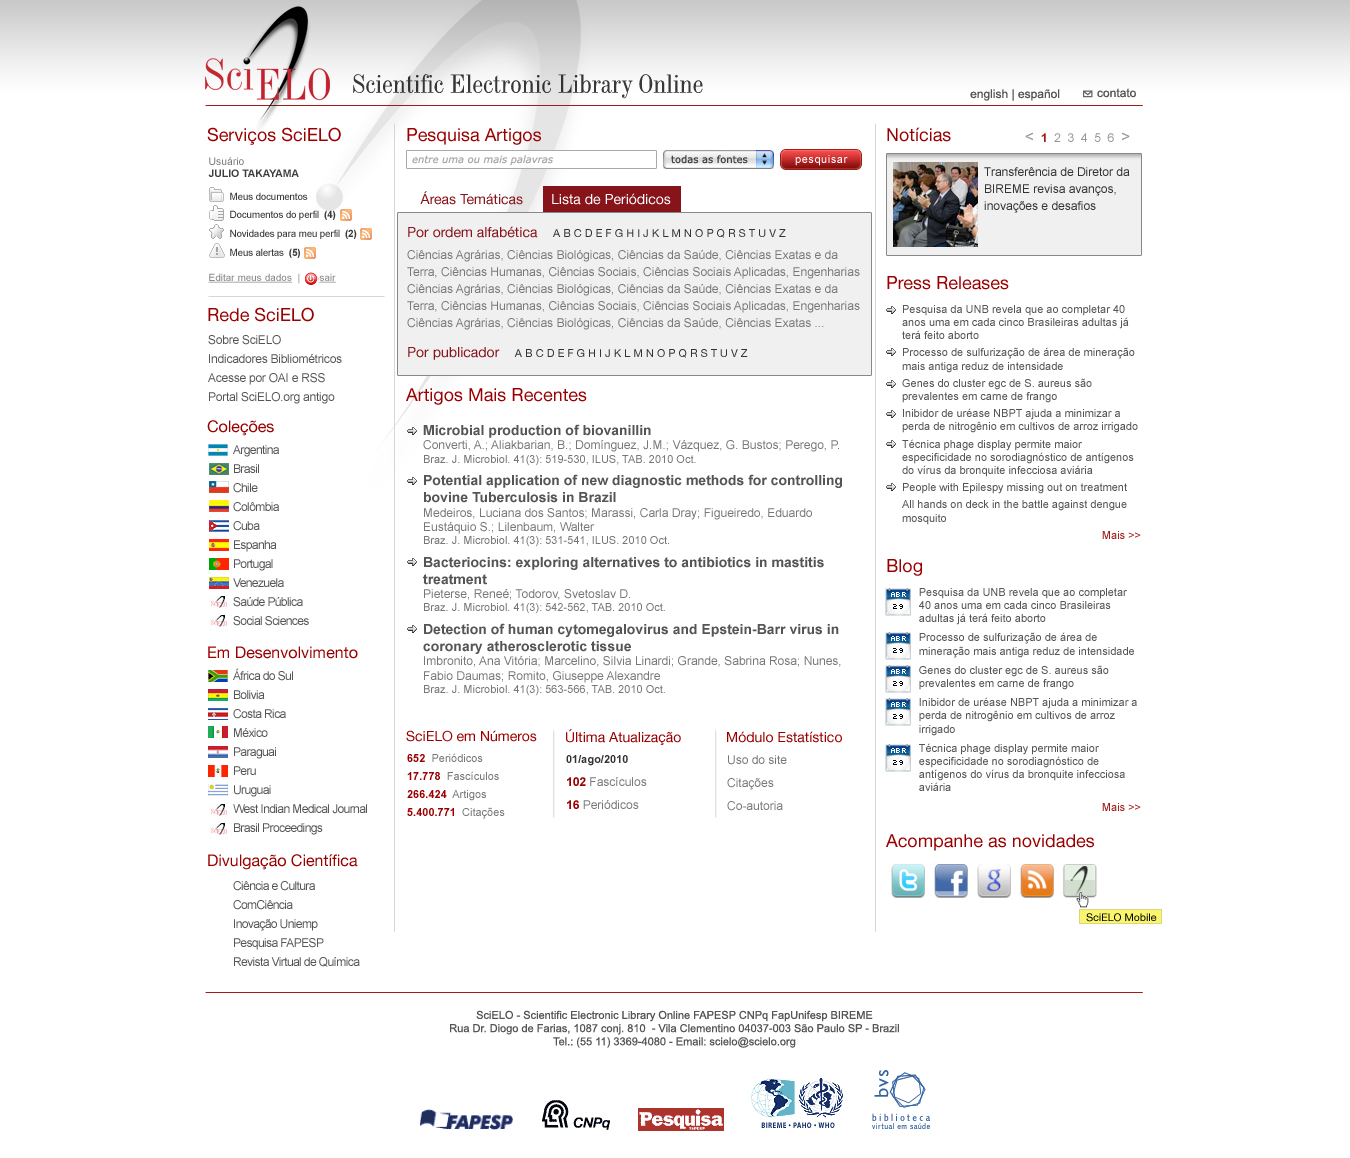 SciELO
Scientific Electronic Library Online
english | español
contato
Serviços SciELO
Usuário
JULIO TAKAYAMA
Meus documentos
Documentos do perfil (4)
Novidades para meu perfil (2)
Meus alertas (5)
Editar meus dados | sair
Rede SciELO
Sobre SciELO
Indicadores Bibliométricos
Acesse por OAI e RSS
Portal SciELO.org antigo
Coleções
Argentina
Brasil
Chile
Colômbia
Cuba
Espanha
Portugal
Venezuela
Saúde Pública
Social Sciences
Em Desenvolvimento
África do Sul
Bolivia
Costa Rica
México
Paraguai
Peru
Uruguai
West Indian Medical Journal
Brasil Proceedings
Divulgação Científica
Ciência e Cultura
ComCiência
Inovação Uniemp
Pesquisa FAPESP
Revista Virtual de Química
Pesquisa Artigos
entre uma ou mais palavras
todas as fontes
pesquisar
Áreas Temáticas
Lista de Periódicos
Por ordem alfabética A B C D E F G H I J K L M N O P Q R S T U V Z
Ciências Agrárias, Ciências Biológicas, Ciências da Saúde, Ciências Exatas e da
Terra, Ciências Humanas, Ciências Sociais, Ciências Sociais Aplicadas, Engenharias
Ciências Agrárias, Ciências Biológicas, Ciências da Saúde, Ciências Exatas e da
Terra, Ciências Humanas, Ciências Sociais, Ciências Sociais Aplicadas, Engenharias
Ciências Agrárias, Ciências Biológicas, Ciências da Saúde, Ciências Exatas ...
Por publicador A B C D E F G H I J K L M N O P Q R S T U V Z
Artigos Mais Recentes
Microbial production of biovanillin
Converti, A.; Aliakbarian, B.; Domínguez, J.M.; Vázquez, G. Bustos; Perego, P.
Braz. J. Microbiol. 41(3): 519-530, ILUS, TAB. 2010 Oct.
Potential application of new diagnostic methods for controlling
bovine Tuberculosis in Brazil
Medeiros, Luciana dos Santos; Marassi, Carla Dray; Figueiredo, Eduardo
Eustáquio S.; Lilenbaum, Walter
Braz. J. Microbiol. 41(3): 531-541, ILUS. 2010 Oct.
Bacteriocins: exploring alternatives to antibiotics in mastitis
treatment
Pieterse, Reneé; Todorov, Svetoslav D.
Braz. J. Microbiol. 41(3): 542-562, TAB. 2010 Oct.
Detection of human cytomegalovirus and Epstein-Barr virus in
coronary atherosclerotic tissue
Imbronito, Ana Vitória; Marcelino, Silvia Linardi; Grande, Sabrina Rosa; Nunes,
Fabio Daumas; Romito, Giuseppe Alexandre
Braz. J. Microbiol. 41(3): 563-566, TAB. 2010 Oct.
SciELO em Números
652 Periódicos
17.778 Fascículos
266.424 Artigos
5.400.771 Citações
Última Atualização
01/ago/2010
102 Fascículos
16 Periódicos
Módulo Estatístico
Uso do site
Citações
Co-autoria
Notícias
< 1 2 3 4 5 6 >
Transferência de Diretor da
BIREME revisa avanços,
inovações e desafios
Press Releases
Pesquisa da UNB revela que ao completar 40
anos uma em cada cinco Brasileiras adultas já
terá feito aborto
Processo de sulfurização de área de mineração
mais antiga reduz de intensidade
Genes do cluster egc de S. aureus são
prevalentes em carne de frango
Inibidor de uréase NBPT ajuda a minimizar a
perda de nitrogênio em cultivos de arroz irrigado
Técnica phage display permite maior
especificidade no sorodiagnóstico de antígenos
do vírus da bronquite infecciosa aviária
People with Epilespy missing out on treatment
All hands on deck in the battle against dengue
mosquito
Mais >>
Blog
ABR
29
Pesquisa da UNB revela que ao completar
40 anos uma em cada cinco Brasileiras
adultas já terá feito aborto
ABR
29
Processo de sulfurização de área de
mineração mais antiga reduz de intensidade
ABR
29
Genes do cluster egc de S. aureus são
prevalentes em carne de frango
ABR
29
Inibidor de uréase NBPT ajuda a minimizar a
perda de nitrogênio em cultivos de arroz
irrigado
ABR
29
Técnica phage display permite maior
especificidade no sorodiagnóstico de
antígenos do vírus da bronquite infecciosa
aviária
Mais >>
Acompanhe as novidades
SciELO Mobile
SciELO - Scientific Electronic Library Online FAPESP CNPq FapUnifesp BIREME
Rua Dr. Diogo de Farias, 1087 conj. 810 - Vila Clementino 04037-003 São Paulo SP - Brazil
Tel.: (55 11) 3369-4080 - Email: scielo@scielo.org
FAPESP
CNPq
Pesquisa
FAPESP
BIREME • PAHO • WHO
bvs
biblioteca
virtual em saúde